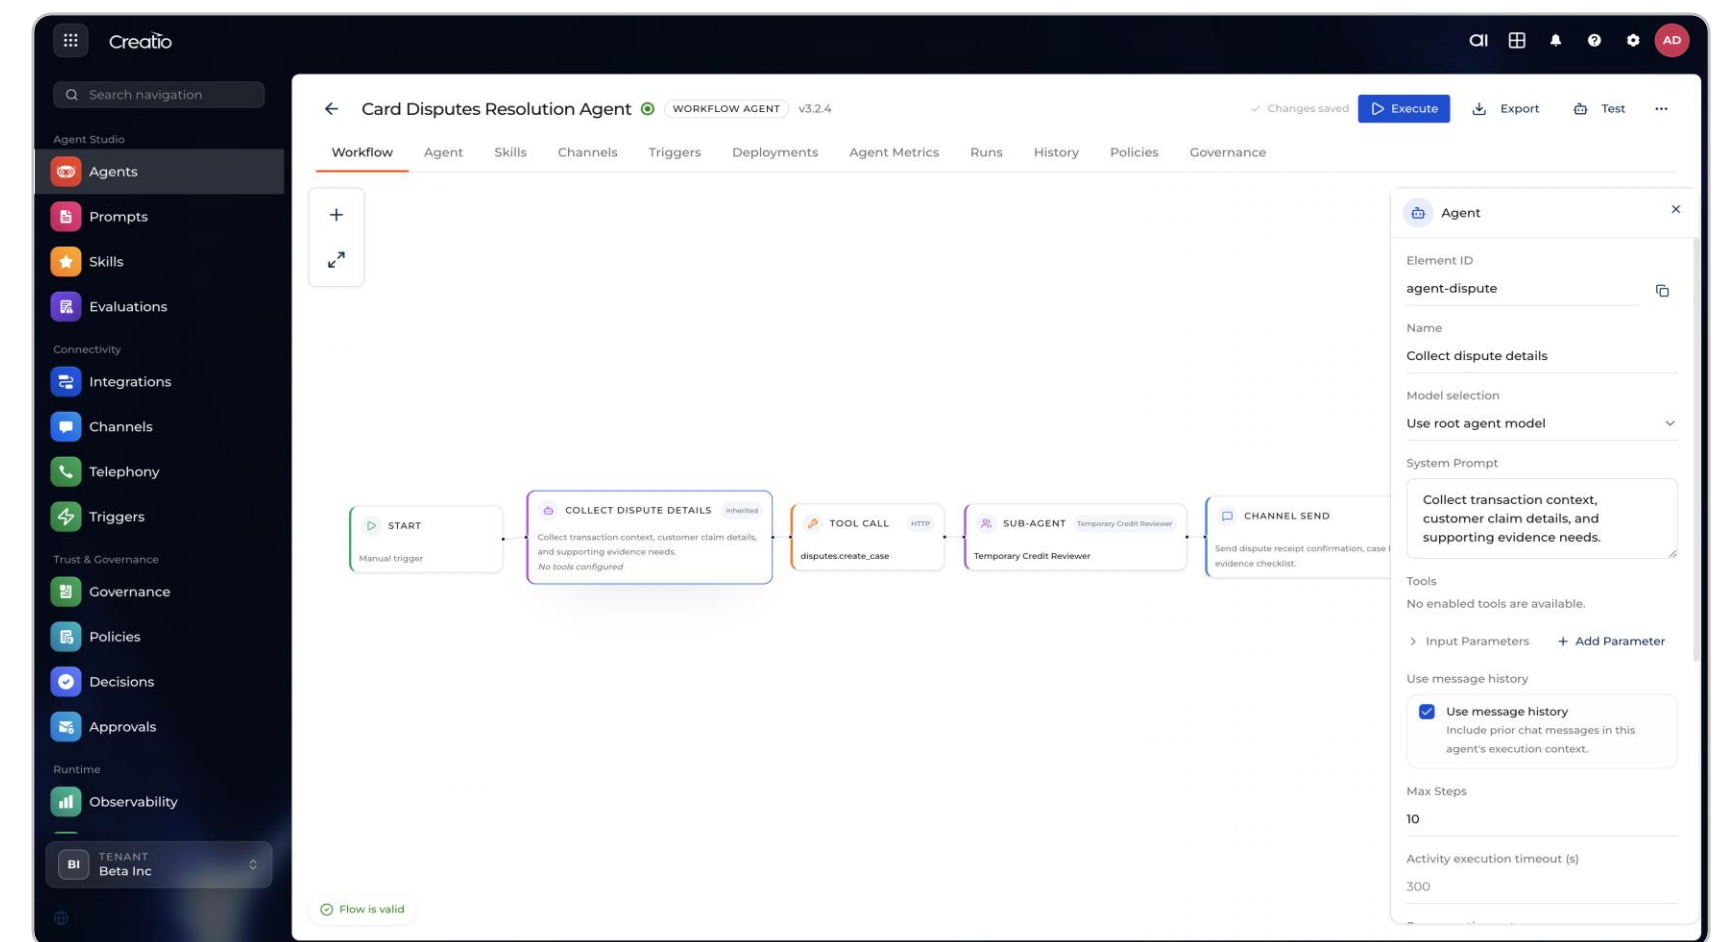 Creatio
AD
Search navigation
Agent Studio
Agents
Prompts
Skills
Evaluations
Connectivity
Integrations
Channels
Telephony
Triggers
Trust & Governance
Governance
Policies
Decisions
Approvals
Runtime
Observability
BI
TENANT
Beta Inc
Card Disputes Resolution Agent
WORKFLOW AGENT
v3.2.4
Changes saved
Execute
Export
Test
Workflow
Agent
Skills
Channels
Triggers
Deployments
Agent Metrics
Runs
History
Policies
Governance
START
Manual trigger
COLLECT DISPUTE DETAILS
Inherited
Collect transaction context, customer claim details,
and supporting evidence needs.
No tools configured
TOOL CALL
HTTP
disputes.create_case
SUB-AGENT
Temporary Credit Reviewer
Temporary Credit Reviewer
CHANNEL SEND
Send dispute receipt confirmation, case
evidence checklist.
Flow is valid
Agent
Element ID
agent-dispute
Name
Collect dispute details
Model selection
Use root agent model
System Prompt
Collect transaction context,
customer claim details, and
supporting evidence needs.
Tools
No enabled tools are available.
Input Parameters
+ Add Parameter
Use message history
Use message history
Include prior chat messages in this
agent's execution context.
Max Steps
10
Activity execution timeout (s)
300